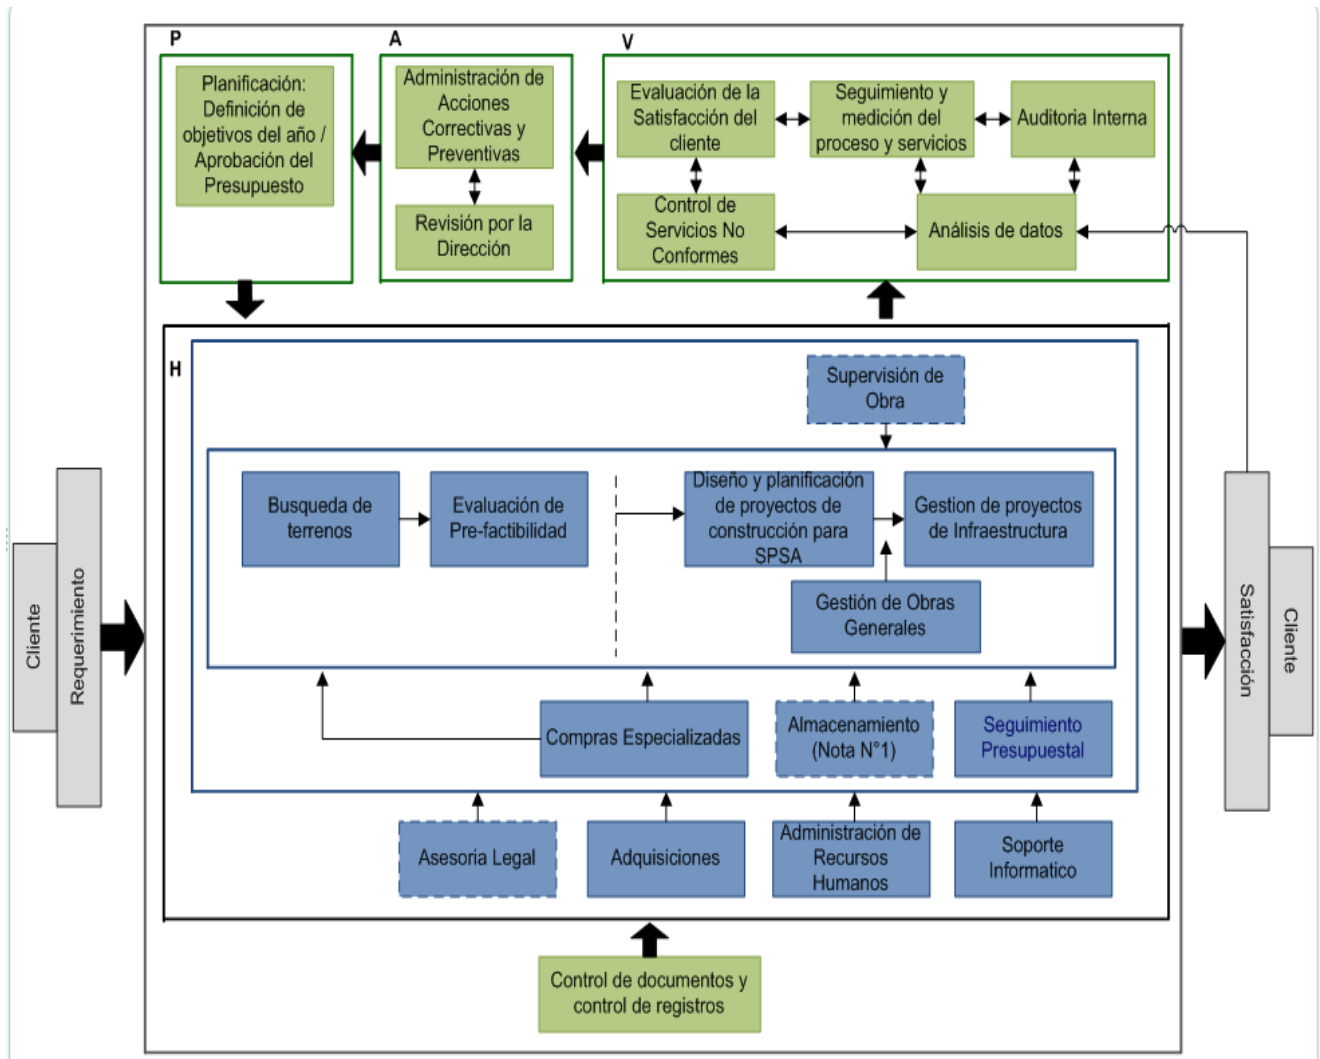 P
A
V
Planificación:
Definición de
objetivos del año /
Aprobación del
Presupuesto
Administración de
Acciones
Correctivas y
Preventivas
Revisión por la
Dirección
Evaluación de la
Satisfacción del
cliente
Seguimiento y
medición del
proceso y servicios
Auditoria Interna
Control de
Servicios No
Conformes
Análisis de datos
H
Supervisión de
Obra
Busqueda de
terrenos
Evaluación de
Pre-factibilidad
Diseño y planificación
de proyectos de
construcción para
SPSA
Gestion de proyectos
de Infraestructura
Gestión de Obras
Generales
Compras Especializadas
Almacenamiento
(Nota N°1)
Seguimiento
Presupuestal
Asesoria Legal
Adquisiciones
Administración de
Recursos
Humanos
Soporte
Informatico
Control de documentos y
control de registros
Cliente
Requerimiento
Satisfacción
Cliente